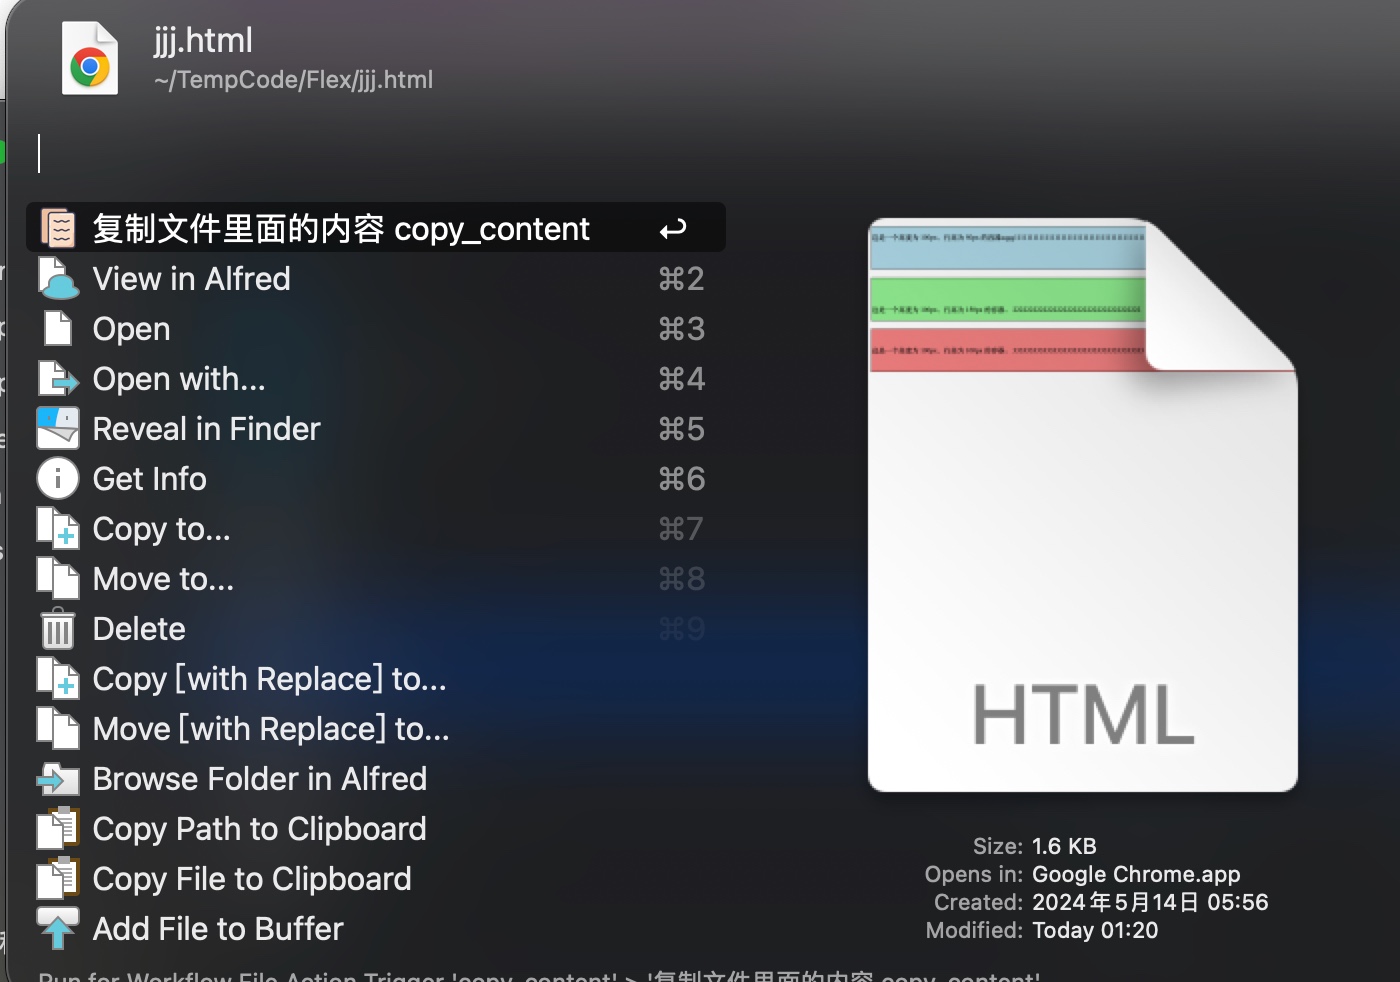 jjj.html
~/TempCode/Flex/jjj.html
复制文件里面的内容 copy_content
View in Alfred ⌘2
Open ⌘3
Open with... ⌘4
Reveal in Finder ⌘5
Get Info ⌘6
Copy to... ⌘7
Move to... ⌘8
Delete ⌘9
Copy [with Replace] to...
Move [with Replace] to...
Browse Folder in Alfred
Copy Path to Clipboard
Copy File to Clipboard
Add File to Buffer
HTML
Size: 1.6 KB
Opens in: Google Chrome.app
Created: 2024年5月14日 05:56
Modified: Today 01:20
Run for Workflow File Action Trigger 'copy_content' > '复制文件里面的内容 copy_content'